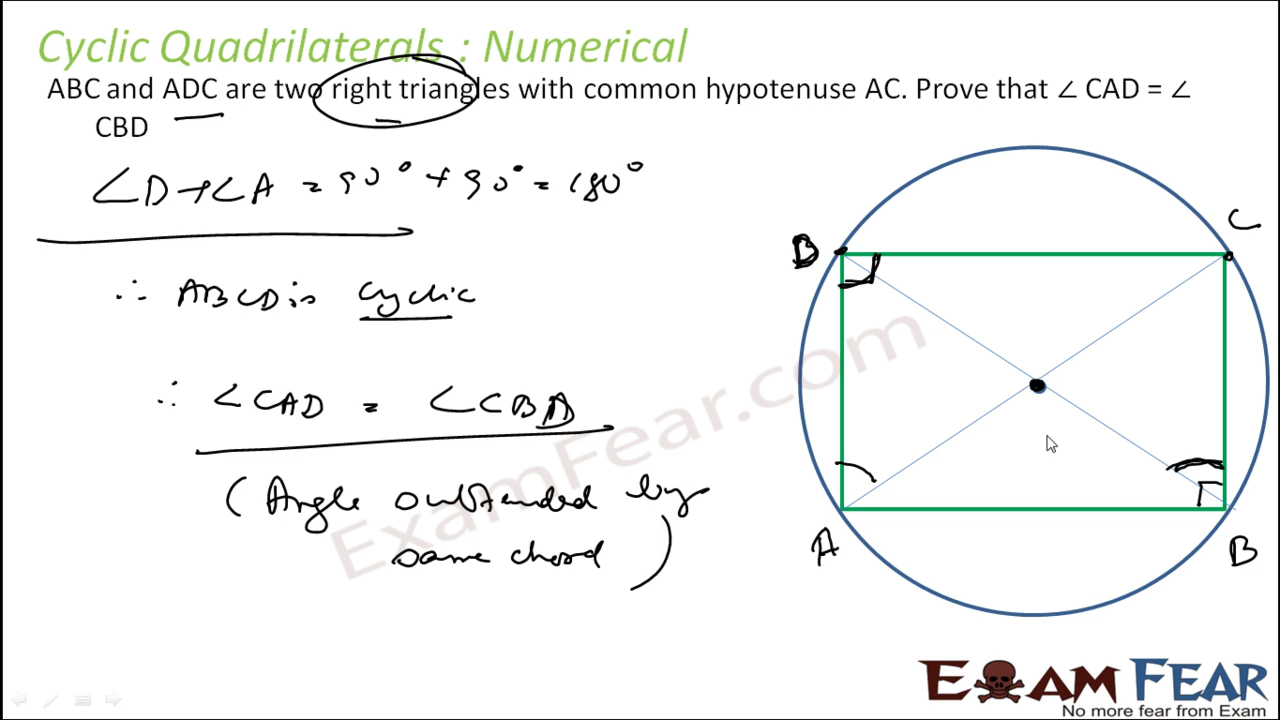 Cyclic Quadrilaterals : Numerical
ABC and ADC are two right triangles with common hypotenuse AC. Prove that ∠ CAD = ∠
CBD
∠D+∠A = 90° + 90° = 180°
∴ ABCD is cyclic
∴ ∠CAD = ∠CBD
(Angle subtended by
same chord)
D
C
A
B
ExamFear.com
EXAM FEAR
No more fear from Exam